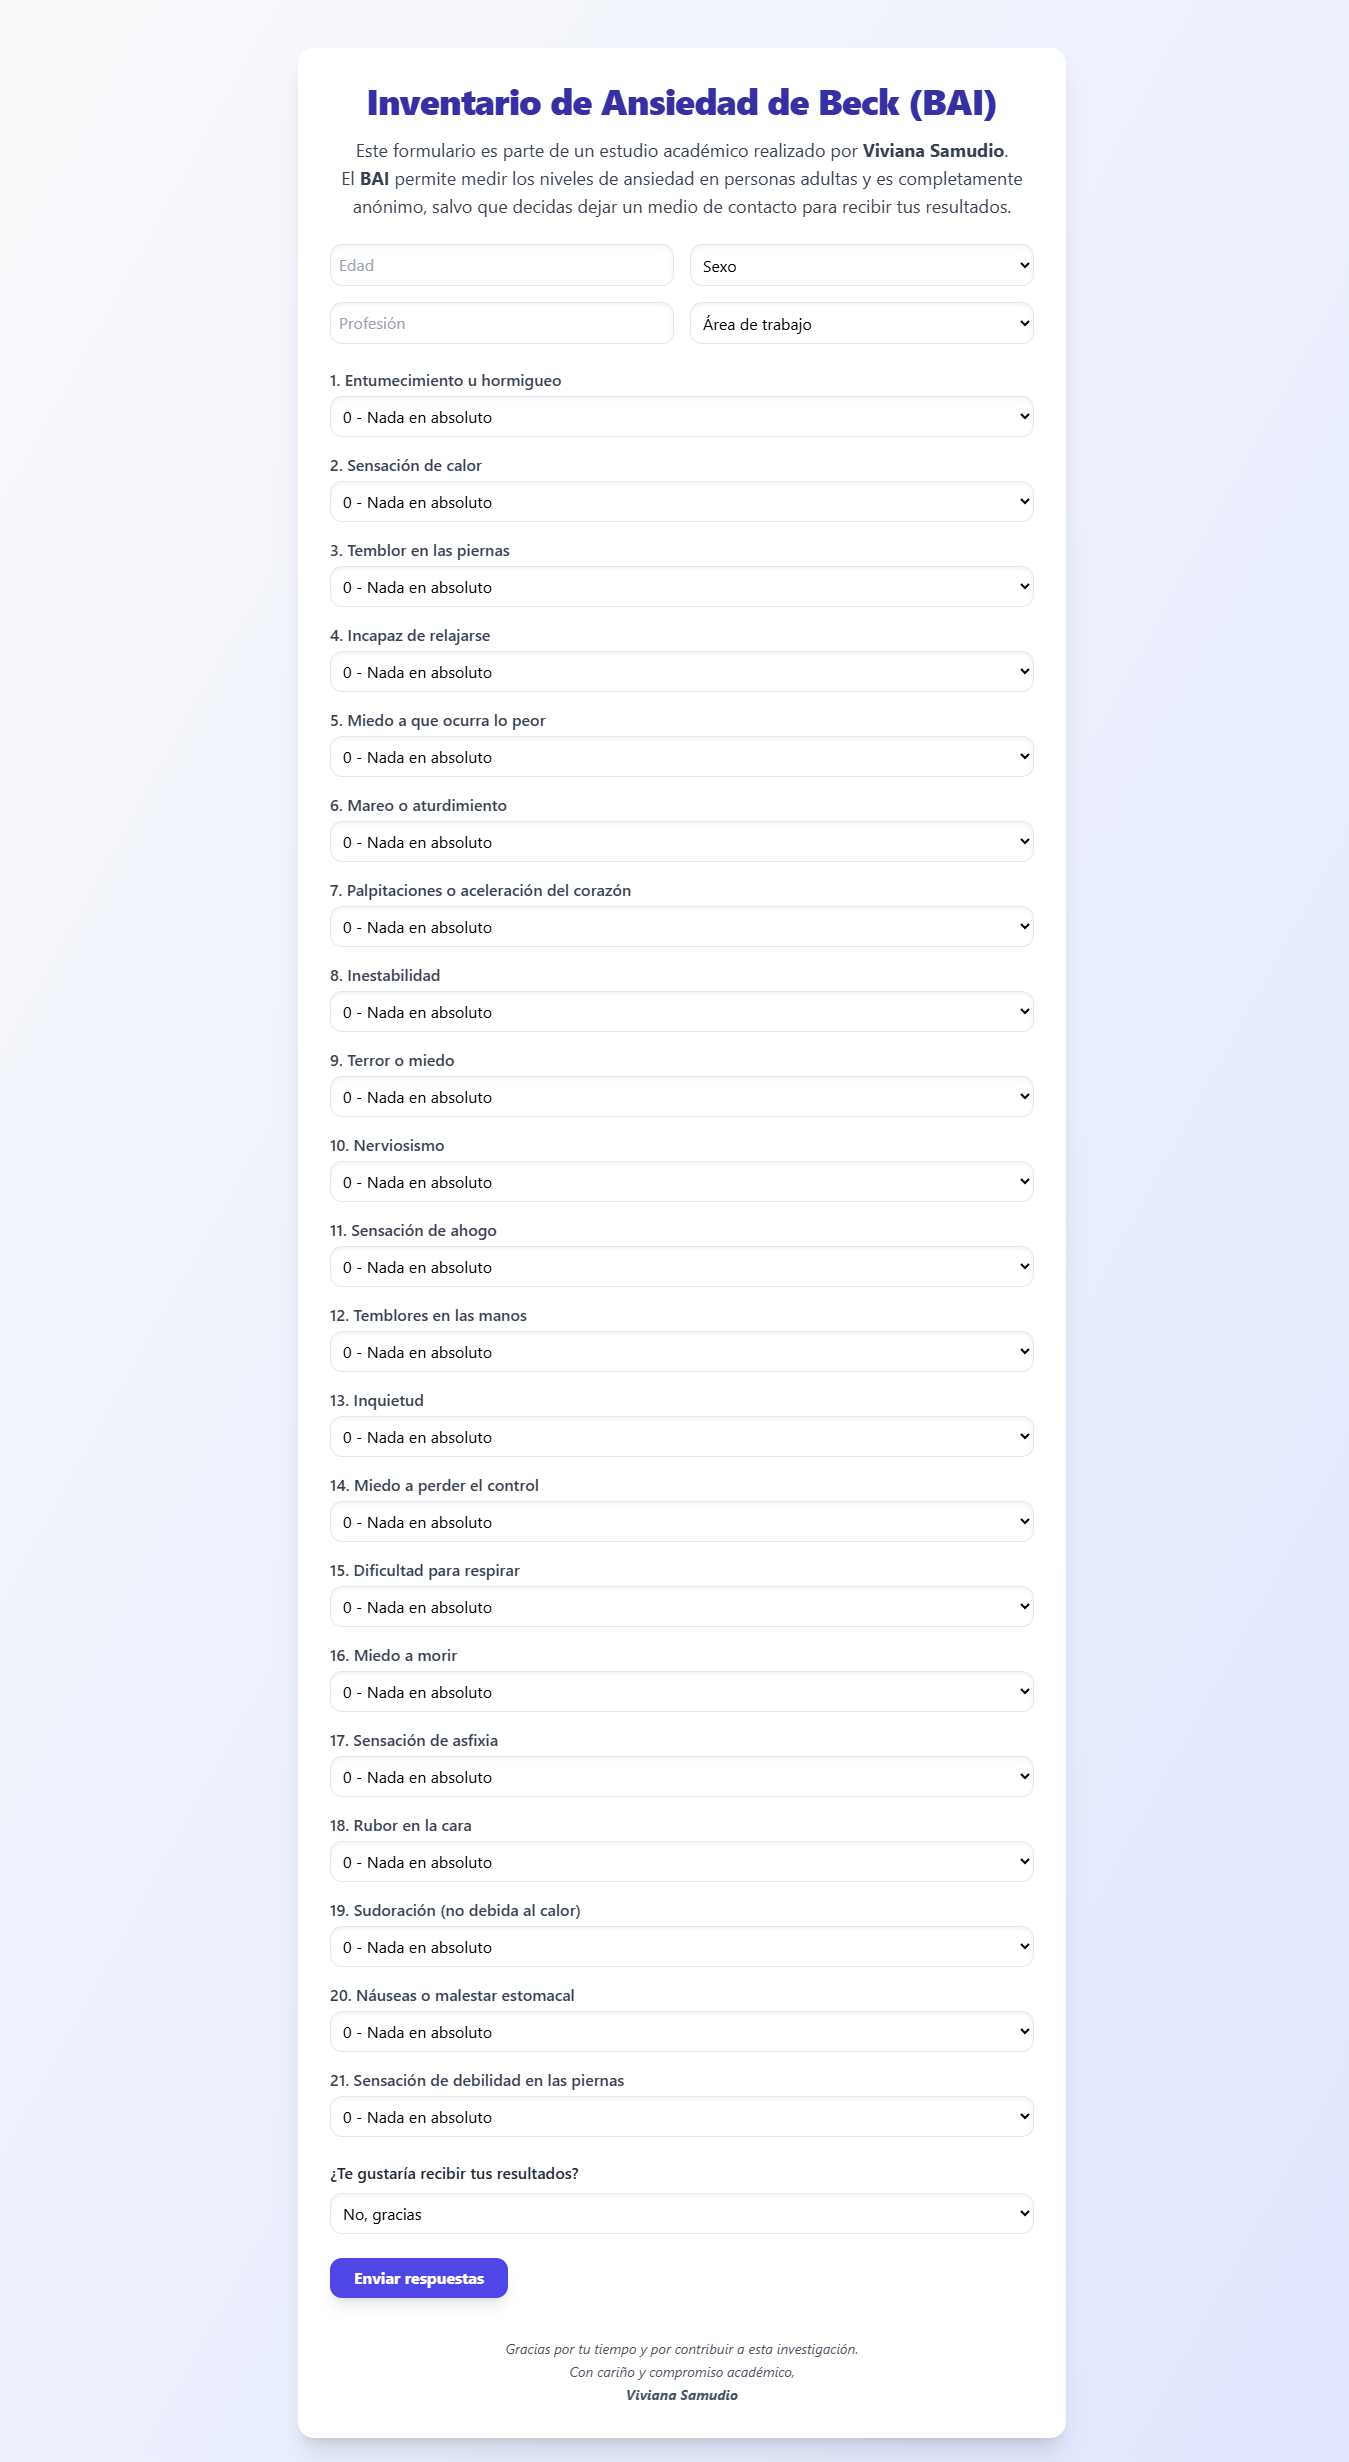 Inventario de Ansiedad de Beck (BAI)
Este formulario es parte de un estudio académico realizado por Viviana Samudio.
El BAI permite medir los niveles de ansiedad en personas adultas y es completamente
anónimo, salvo que decidas dejar un medio de contacto para recibir tus resultados.
Edad
Sexo
Profesión
Área de trabajo
1. Entumecimiento u hormigueo
0 - Nada en absoluto
2. Sensación de calor
0 - Nada en absoluto
3. Temblor en las piernas
0 - Nada en absoluto
4. Incapaz de relajarse
0 - Nada en absoluto
5. Miedo a que ocurra lo peor
0 - Nada en absoluto
6. Mareo o aturdimiento
0 - Nada en absoluto
7. Palpitaciones o aceleración del corazón
0 - Nada en absoluto
8. Inestabilidad
0 - Nada en absoluto
9. Terror o miedo
0 - Nada en absoluto
10. Nerviosismo
0 - Nada en absoluto
11. Sensación de ahogo
0 - Nada en absoluto
12. Temblores en las manos
0 - Nada en absoluto
13. Inquietud
0 - Nada en absoluto
14. Miedo a perder el control
0 - Nada en absoluto
15. Dificultad para respirar
0 - Nada en absoluto
16. Miedo a morir
0 - Nada en absoluto
17. Sensación de asfixia
0 - Nada en absoluto
18. Rubor en la cara
0 - Nada en absoluto
19. Sudoración (no debida al calor)
0 - Nada en absoluto
20. Náuseas o malestar estomacal
0 - Nada en absoluto
21. Sensación de debilidad en las piernas
0 - Nada en absoluto
¿Te gustaría recibir tus resultados?
No, gracias
Enviar respuestas
Gracias por tu tiempo y por contribuir a esta investigación.
Con cariño y compromiso académico,
Viviana Samudio